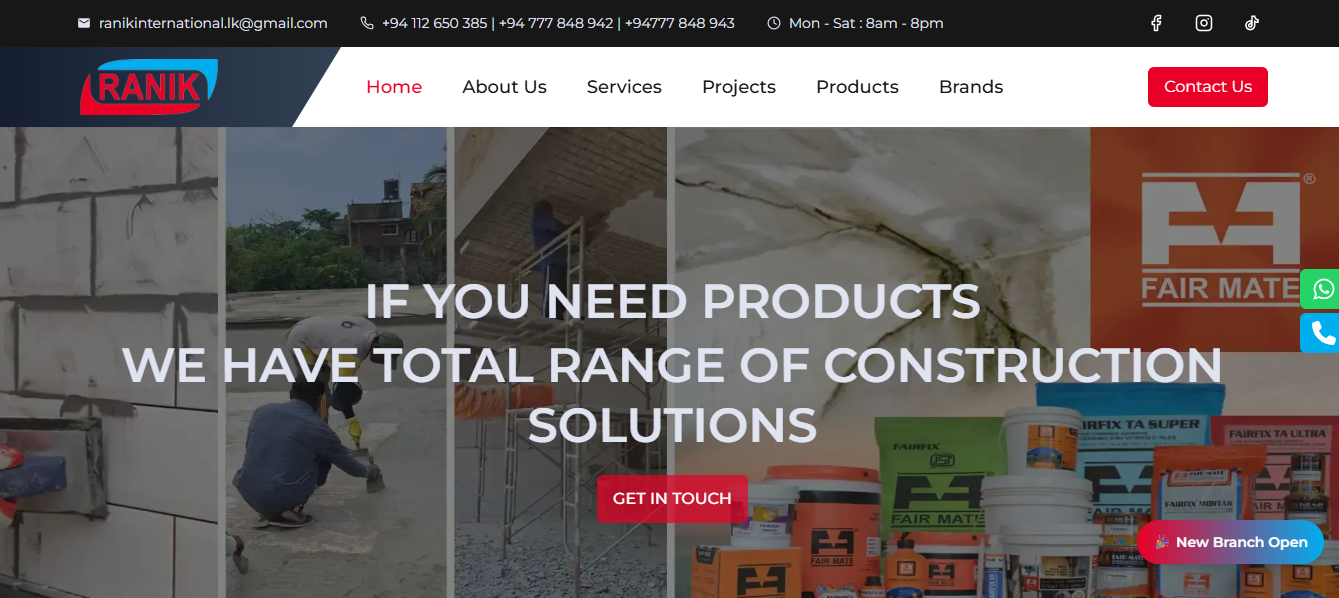 ranikinternational.lk@gmail.com
+94 112 650 385 | +94 777 848 942 | +94777 848 943
Mon - Sat : 8am - 8pm
RANIK
Home
About Us
Services
Projects
Products
Brands
Contact Us
®
FAIR MATE
IF YOU NEED PRODUCTS
WE HAVE TOTAL RANGE OF CONSTRUCTION
SOLUTIONS
GET IN TOUCH
FAIRFIX
FAIR MATE
FAIRFIX TA ULTRA
FAIRFIX MORTAR
FAIR MATE
FAIR MATE
New Branch Open